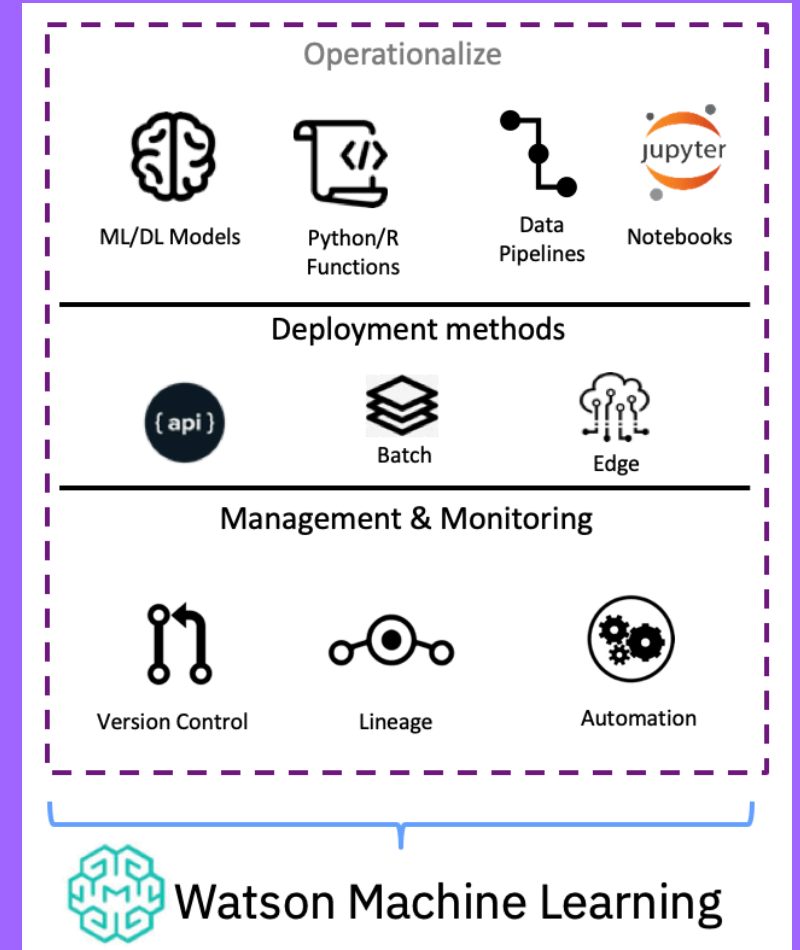 Operationalize
</>
jupyter
ML/DL Models
Python/R
Functions
Data
Pipelines
Notebooks
Deployment methods
{ api }
Batch
Edge
Management & Monitoring
Version Control
Lineage
Automation
Watson Machine Learning